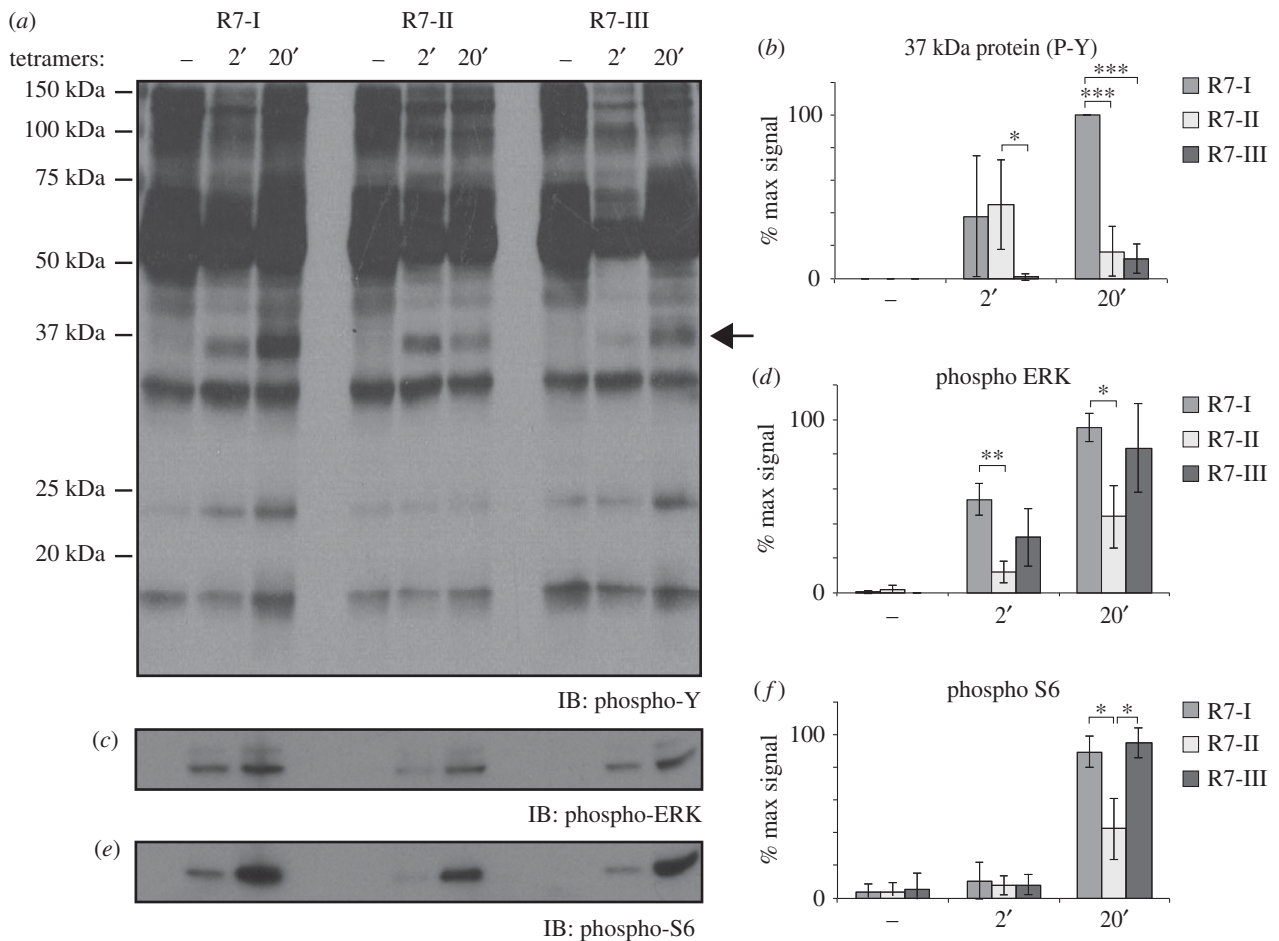 (a)
R7-I R7-II R7-III
tetramers: – 2′ 20′ – 2′ 20′ – 2′ 20′
150 kDa
100 kDa
75 kDa
50 kDa
37 kDa
25 kDa
20 kDa
IB: phospho-Y
(b)
37 kDa protein (P-Y)
% max signal
100
0
***
***
*
– 2′ 20′
R7-I
R7-II
R7-III
(c)
IB: phospho-ERK
(d)
phospho ERK
% max signal
100
0
**
*
– 2′ 20′
R7-I
R7-II
R7-III
(e)
IB: phospho-S6
(f)
phospho S6
% max signal
100
0
* *
– 2′ 20′
R7-I
R7-II
R7-III